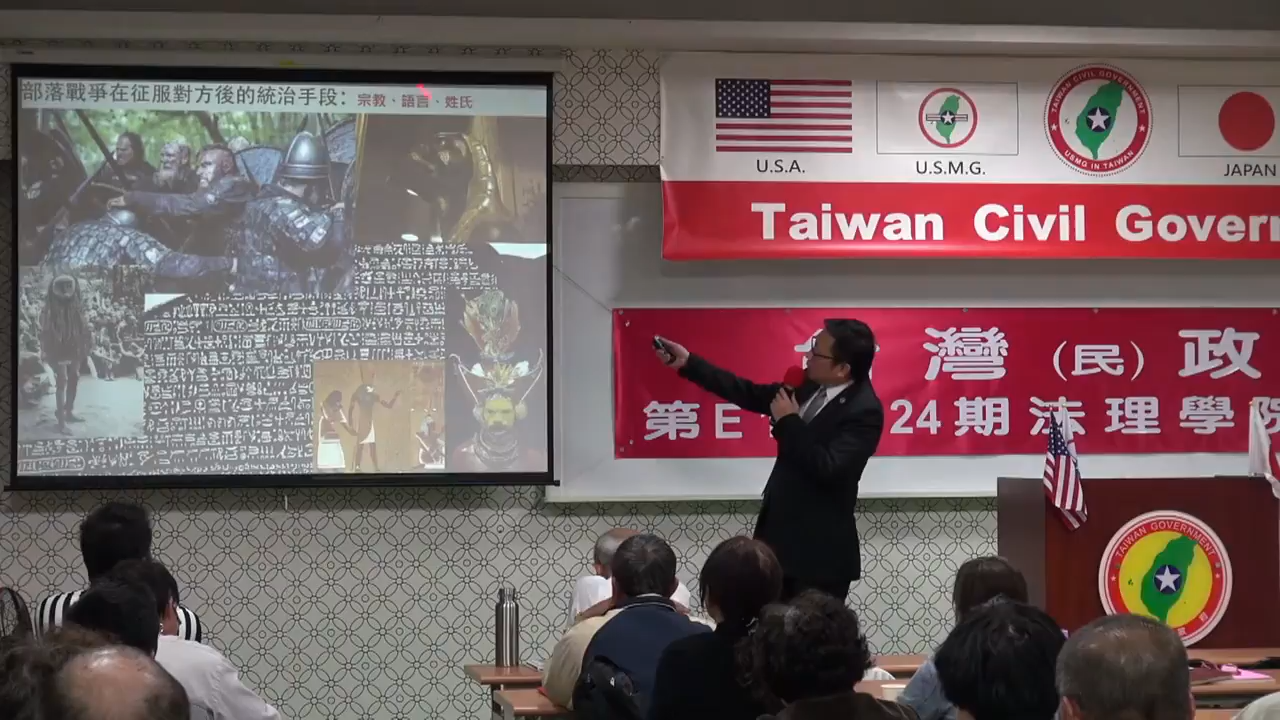 部落戰爭在征服對方後的統治手段：宗教、語言、姓氏
U.S.A.
U.S.M.G.
TAIWAN CIVIL GOVERNMENT
USMG IN TAIWAN
JAPAN
Taiwan Civil Govern
灣（民）政
第E
24期法理學院
TAIWAN GOVERNMENT